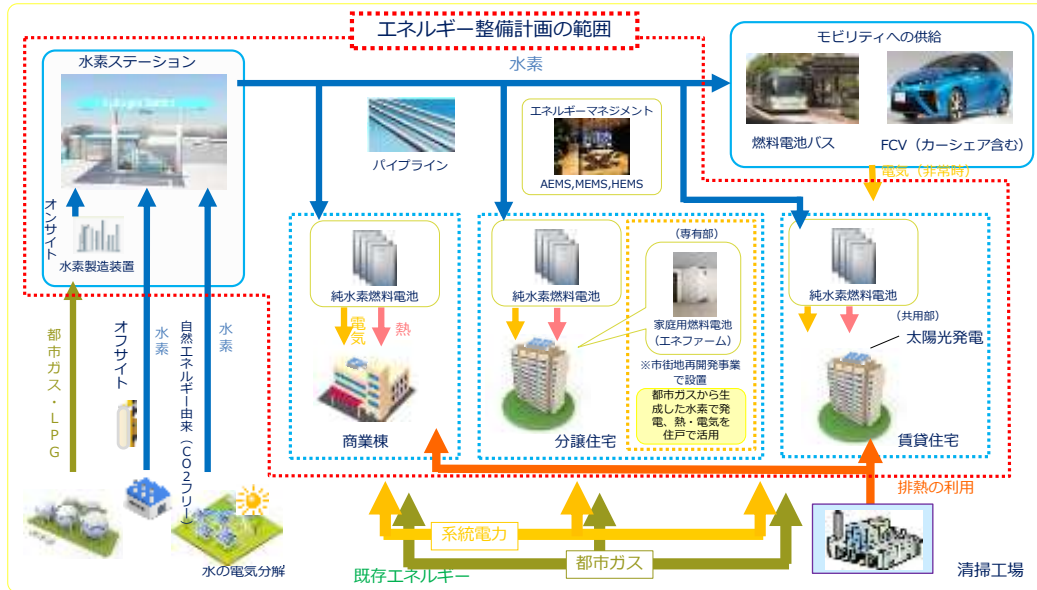 エネルギー整備計画の範囲
水素ステーション
水素
モビリティへの供給
燃料電池バス
FCV（カーシェア含む）
電気（非常時）
パイプライン
エネルギーマネジメント
AEMS,MEMS,HEMS
オンサイト
水素製造装置
純水素燃料電池
電気
熱
商業棟
純水素燃料電池
分譲住宅
（専有部）
家庭用燃料電池
（エネファーム）
※市街地再開発事業
で設置
都市ガスから生
成した水素で発
電、熱・電気を
住戸で活用
純水素燃料電池
（共用部）
太陽光発電
賃貸住宅
都市ガス・LPG
オフサイト
水素
自然エネルギー由来（CO2フリー）
水素
水の電気分解
系統電力
都市ガス
既存エネルギー
排熱の利用
清掃工場